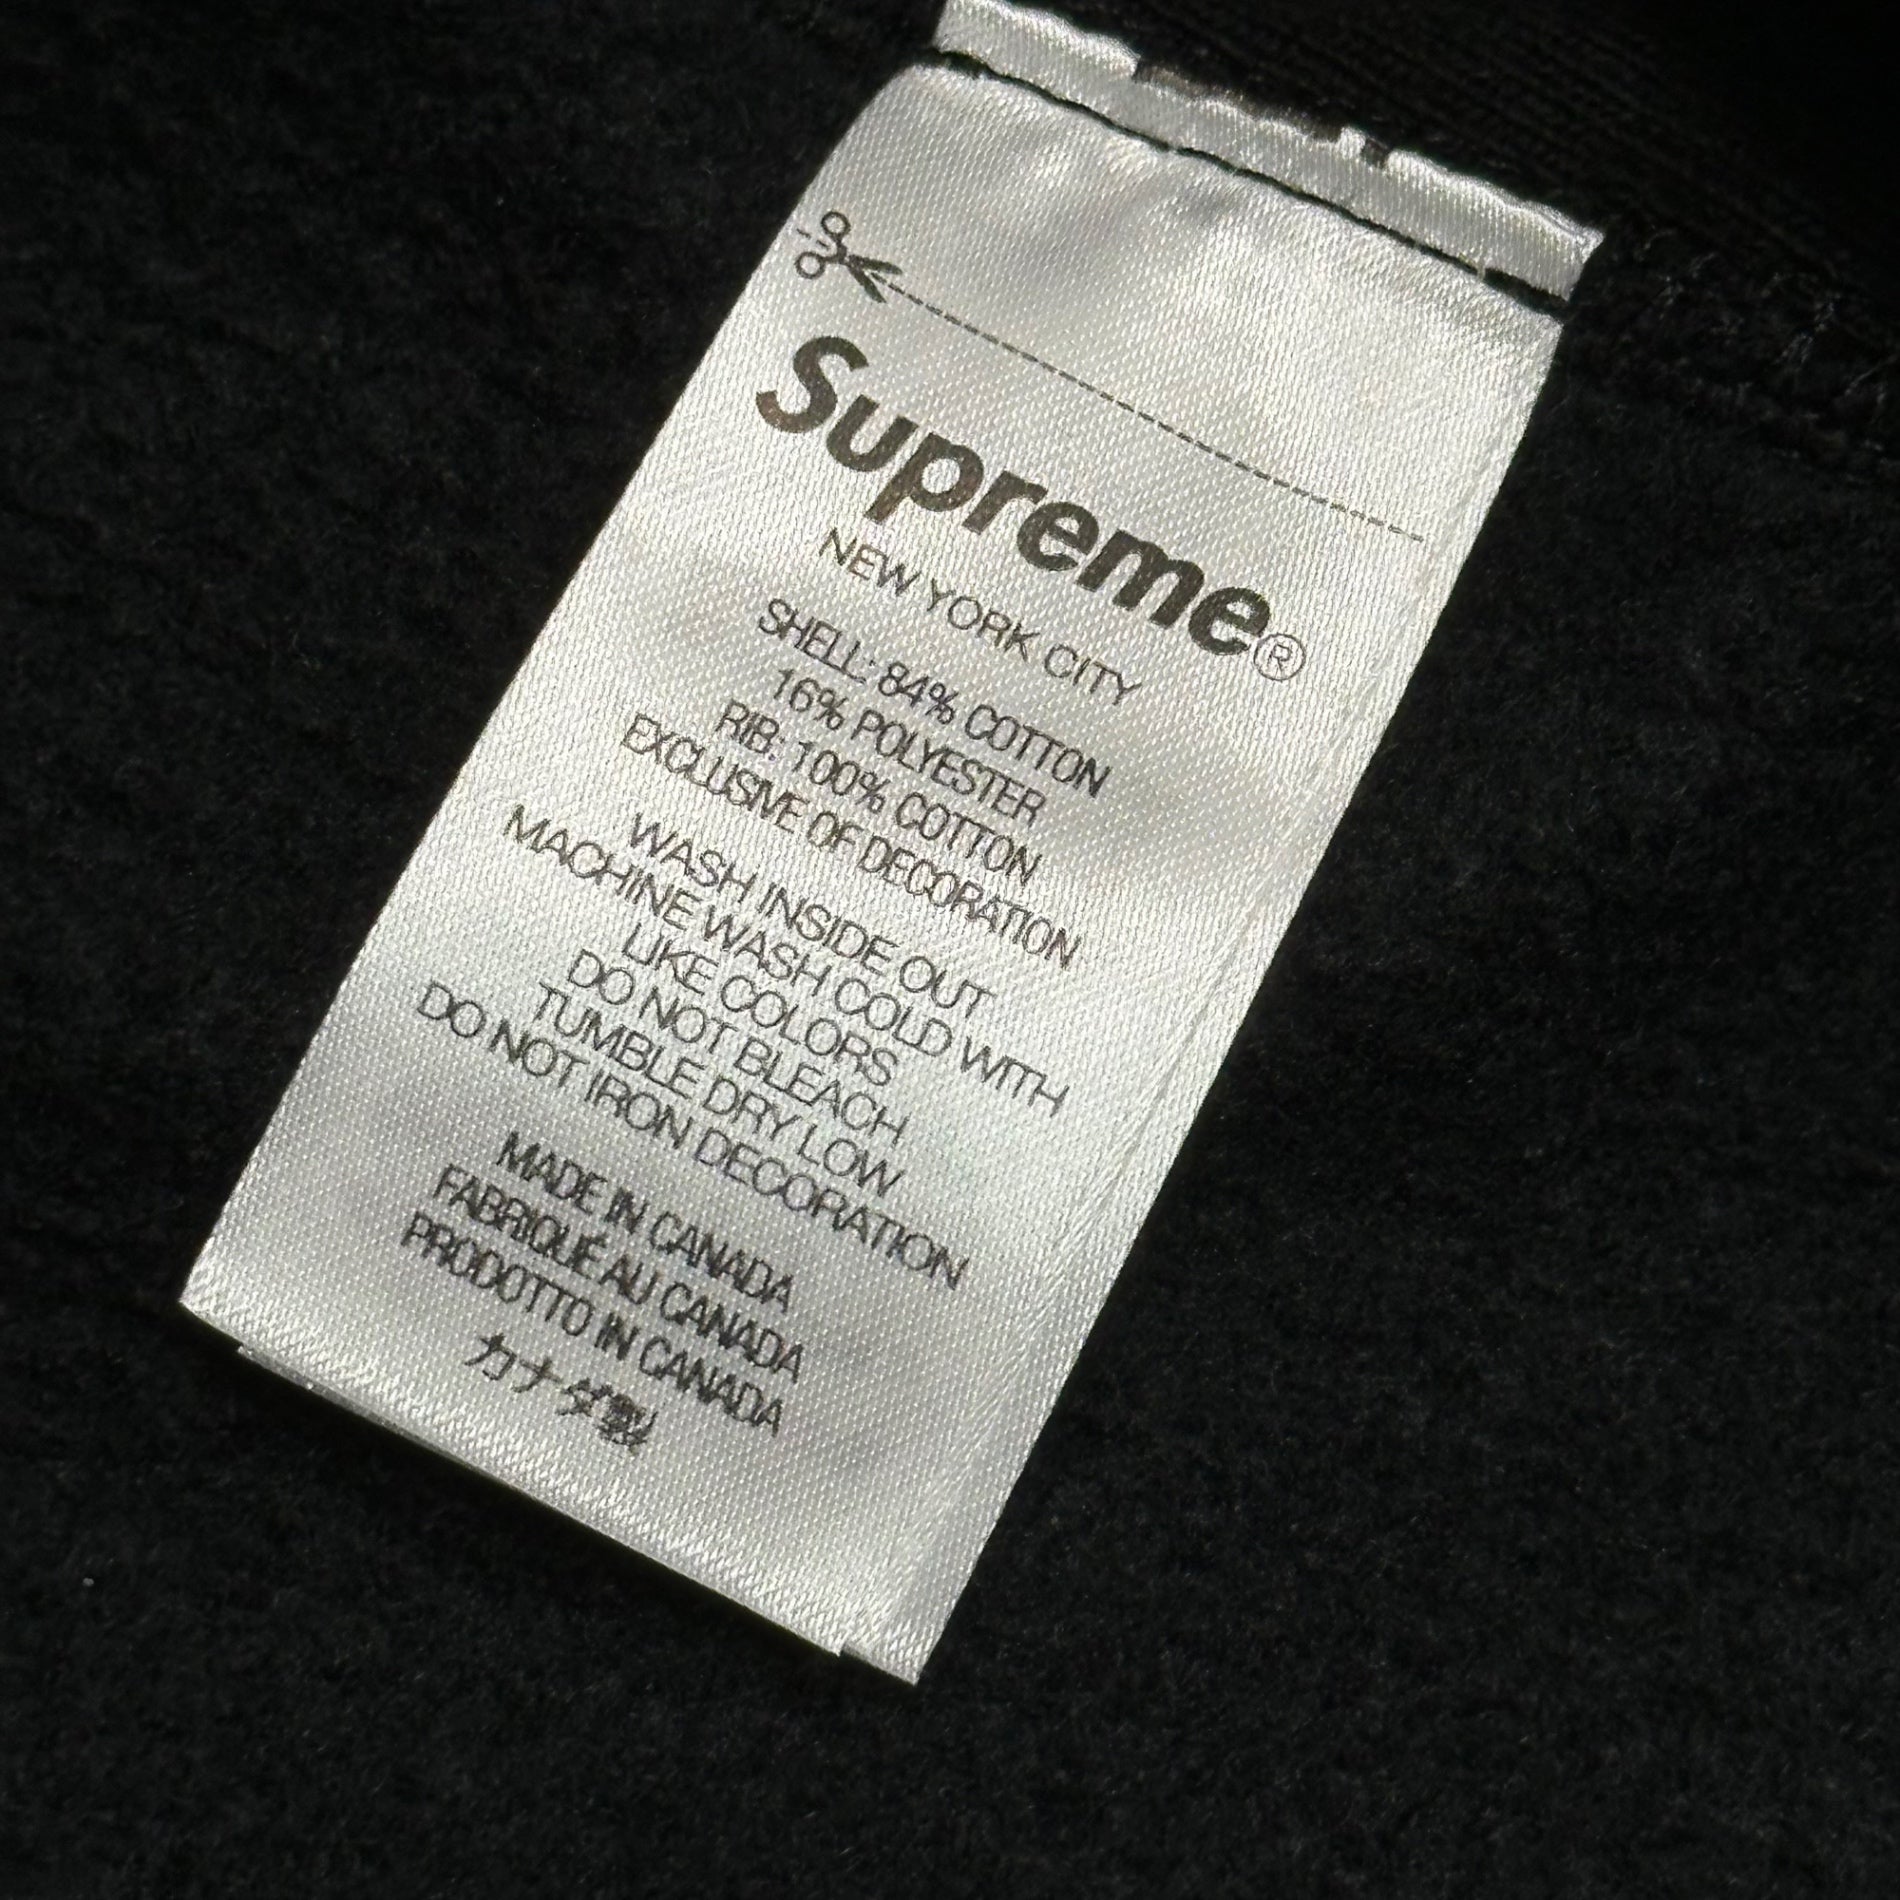 Supreme®
NEW YORK CITY
SHELL: 84% COTTON
16% POLYESTER
RIB: 100% COTTON
EXCLUSIVE OF DECORATION
WASH INSIDE OUT
MACHINE WASH COLD WITH
LIKE COLORS
DO NOT BLEACH
TUMBLE DRY LOW
DO NOT IRON DECORATION
MADE IN CANADA
FABRIQUÉ AU CANADA
PRODOTTO IN CANADA
カナダ製